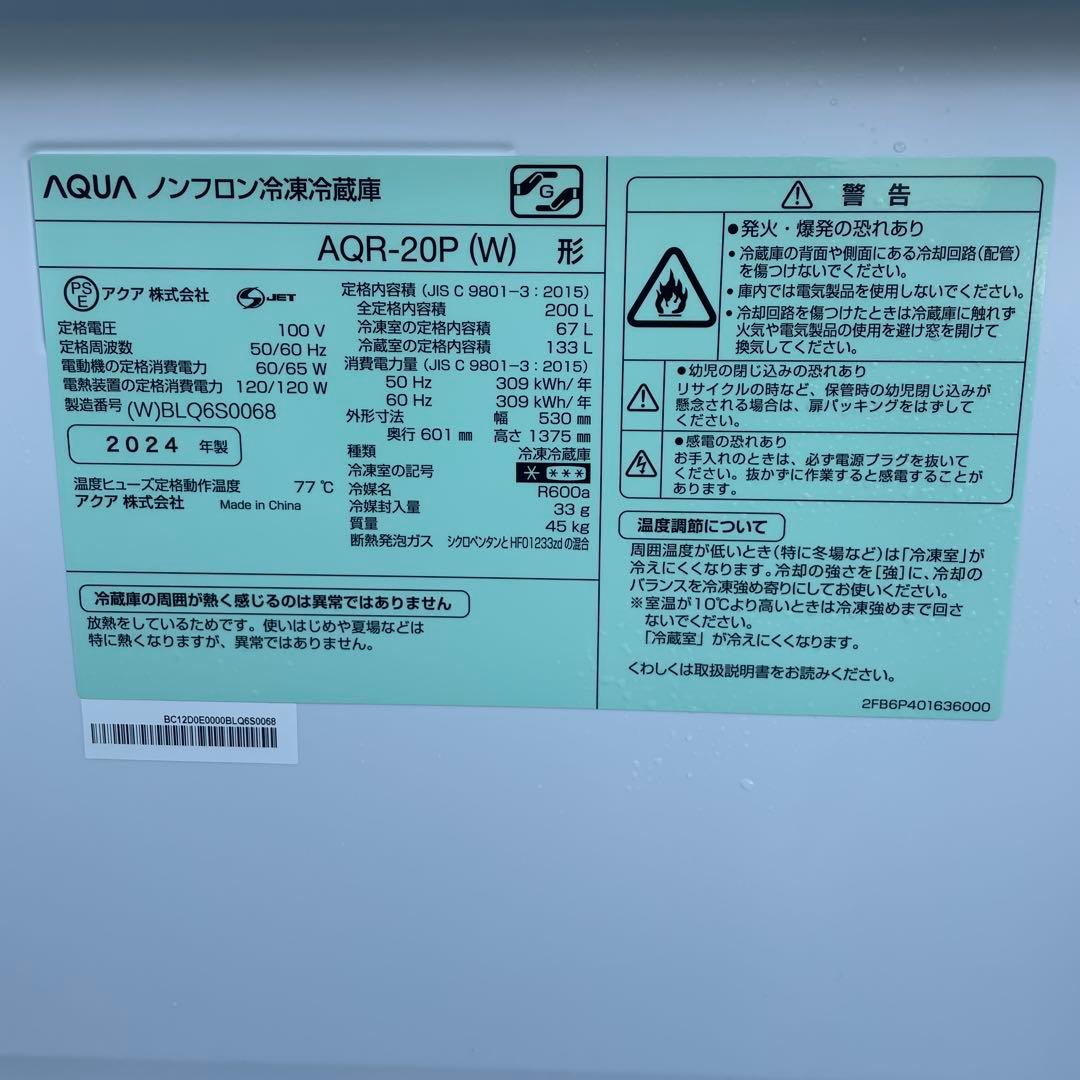 AQUA ノンフロン冷凍冷蔵庫
G
AQR-20P (W) 形
PS
E
アクア 株式会社
S JET
定格電圧 100 V
定格周波数 50/60 Hz
電動機の定格消費電力 60/65 W
電熱装置の定格消費電力 120/120 W
製造番号 (W)BLQ6S0068
2024 年製
温度ヒューズ定格動作温度 77 ℃
アクア 株式会社 Made in China
定格内容積 (JIS C 9801-3 : 2015)
全定格内容積 200 L
冷凍室の定格内容積 67 L
冷蔵室の定格内容積 133 L
消費電力量 (JIS C 9801-3 : 2015)
50 Hz 309 kWh/年
60 Hz 309 kWh/年
外形寸法 幅 530 ㎜
奥行 601 ㎜ 高さ 1375 ㎜
種類 冷凍冷蔵庫
冷凍室の記号 * ***
冷媒名 R600a
冷媒封入量 33 g
質量 45 kg
断熱発泡ガス シクロペンタンとHFO1233zdの混合
冷蔵庫の周囲が熱く感じるのは異常ではありません
放熱をしているためです。使いはじめや夏場などは
特に熱くなりますが、異常ではありません。
BC12D0E0000BLQ6S0068
警告
●発火・爆発の恐れあり
・冷蔵庫の背面や側面にある冷却回路(配管)
を傷つけないでください。
・庫内では電気製品を使用しないでください。
・冷却回路を傷つけたときは冷蔵庫に触れず
火気や電気製品の使用を避け窓を開けて
換気してください。
●幼児の閉じ込みの恐れあり
リサイクルの時など、保管時の幼児閉じ込みが
懸念される場合は、扉パッキングをはずして
ください。
●感電の恐れあり
お手入れのときは、必ず電源プラグを抜いて
ください。抜かずに作業すると感電することが
あります。
温度調節について
周囲温度が低いとき(特に冬場など)は「冷凍室」が
冷えにくくなります。冷却の強さを[強]に、冷却の
バランスを冷凍強め寄りにしてお使いください。
※室温が10℃より高いときは冷凍強めまで回さ
ないでください。
「冷蔵室」が冷えにくくなります。
くわしくは取扱説明書をお読みください。
2FB6P401636000